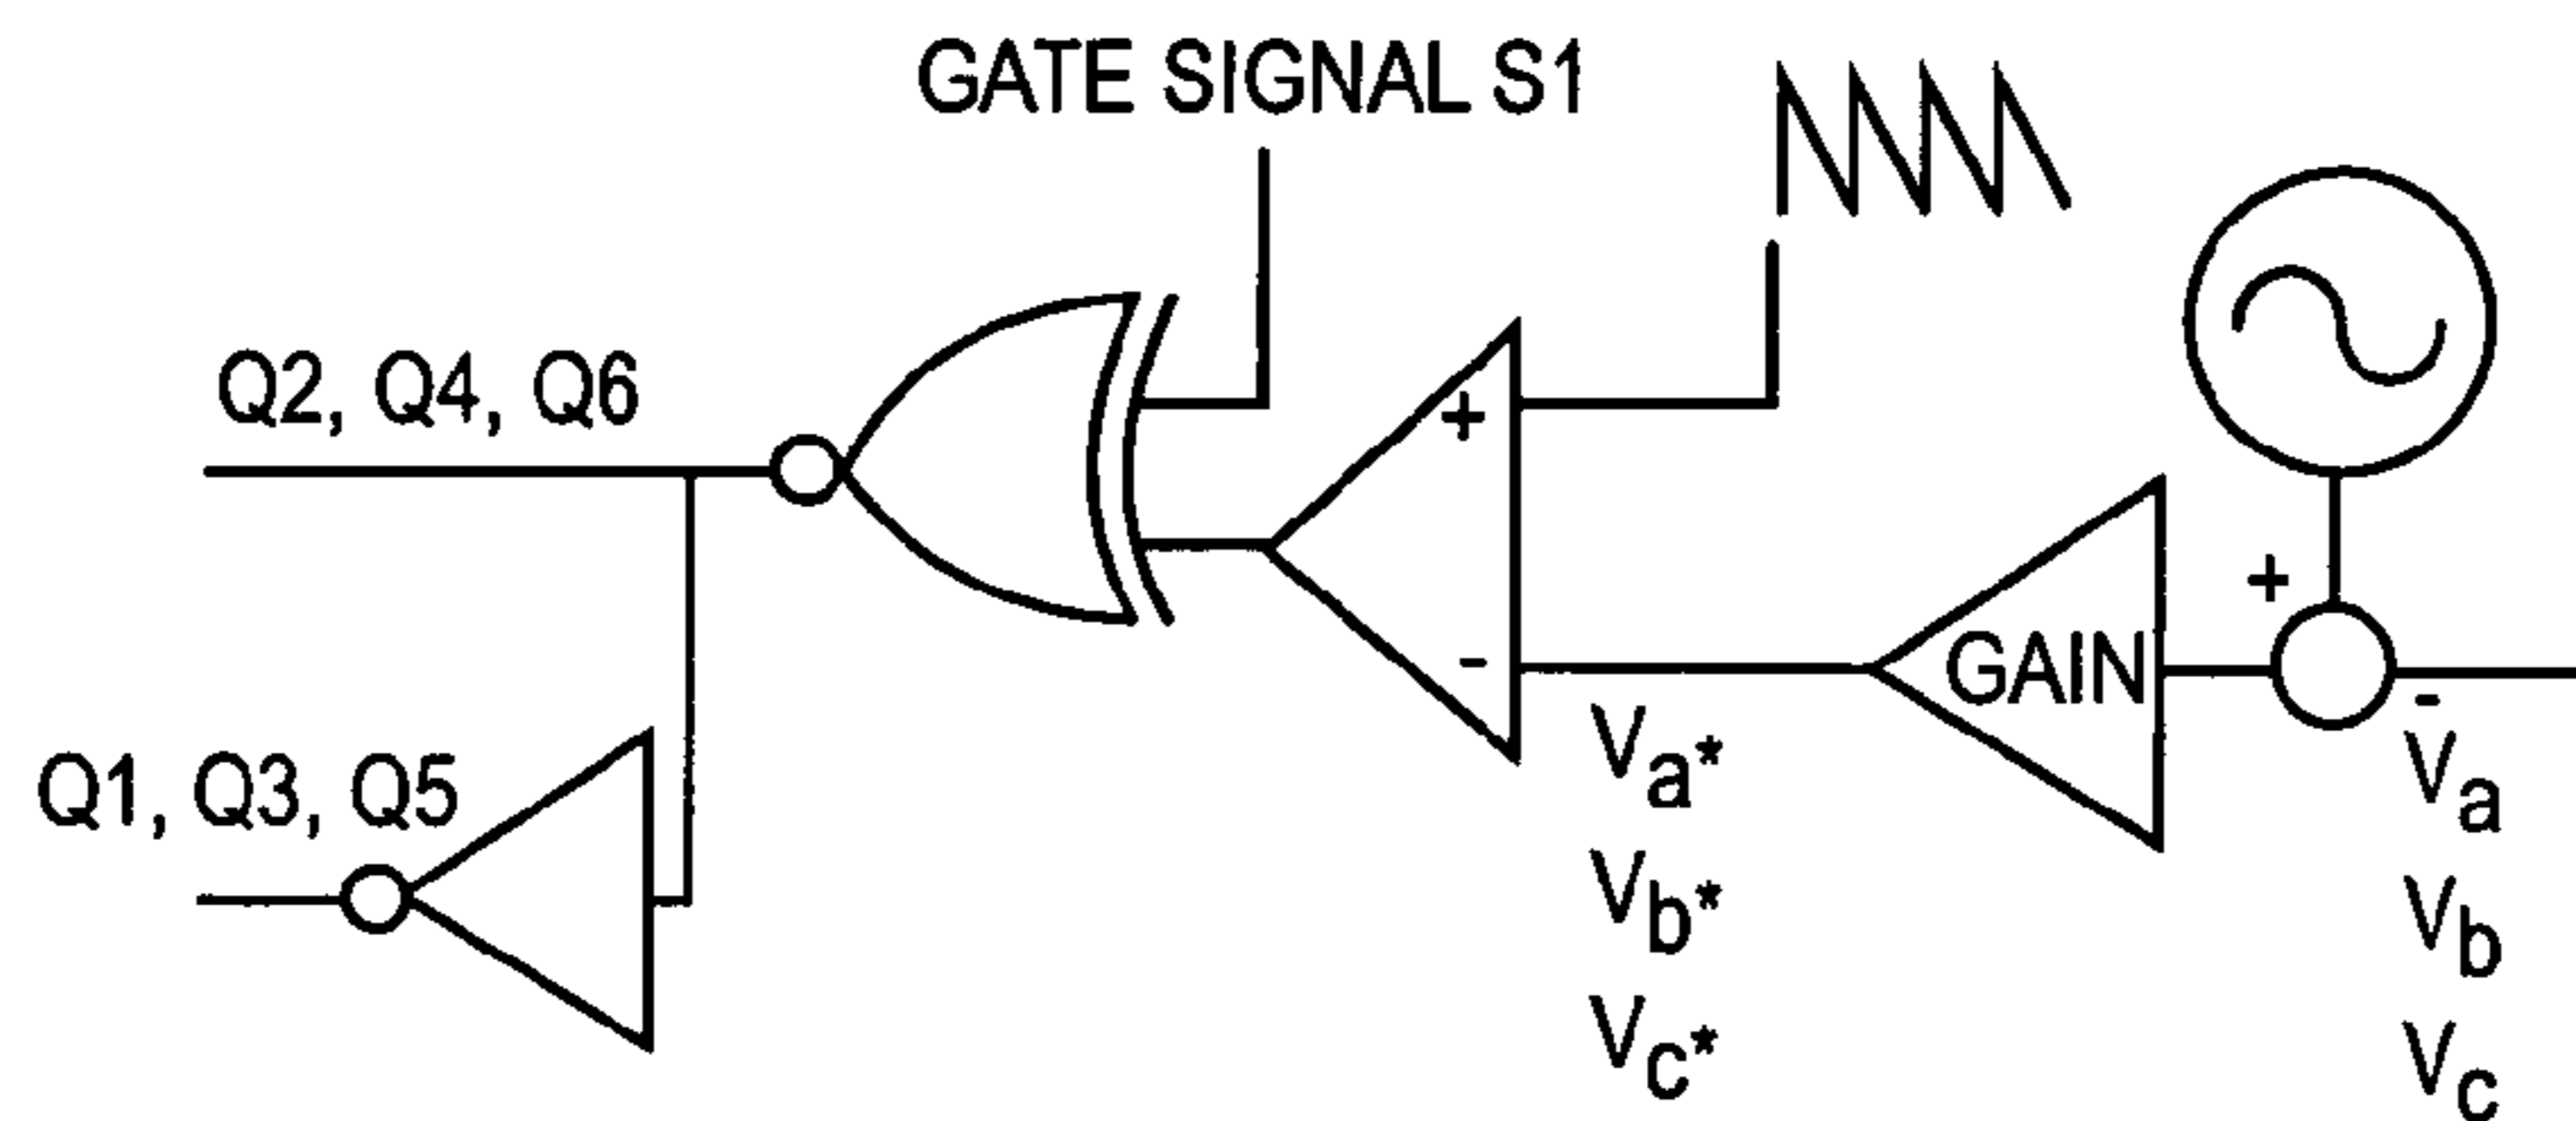 GATE SIGNAL S1
Q2, Q4, Q6
+
+
-
GAIN
-
Va*
Vb*
Vc*
Va
Vb
Vc
Q1, Q3, Q5